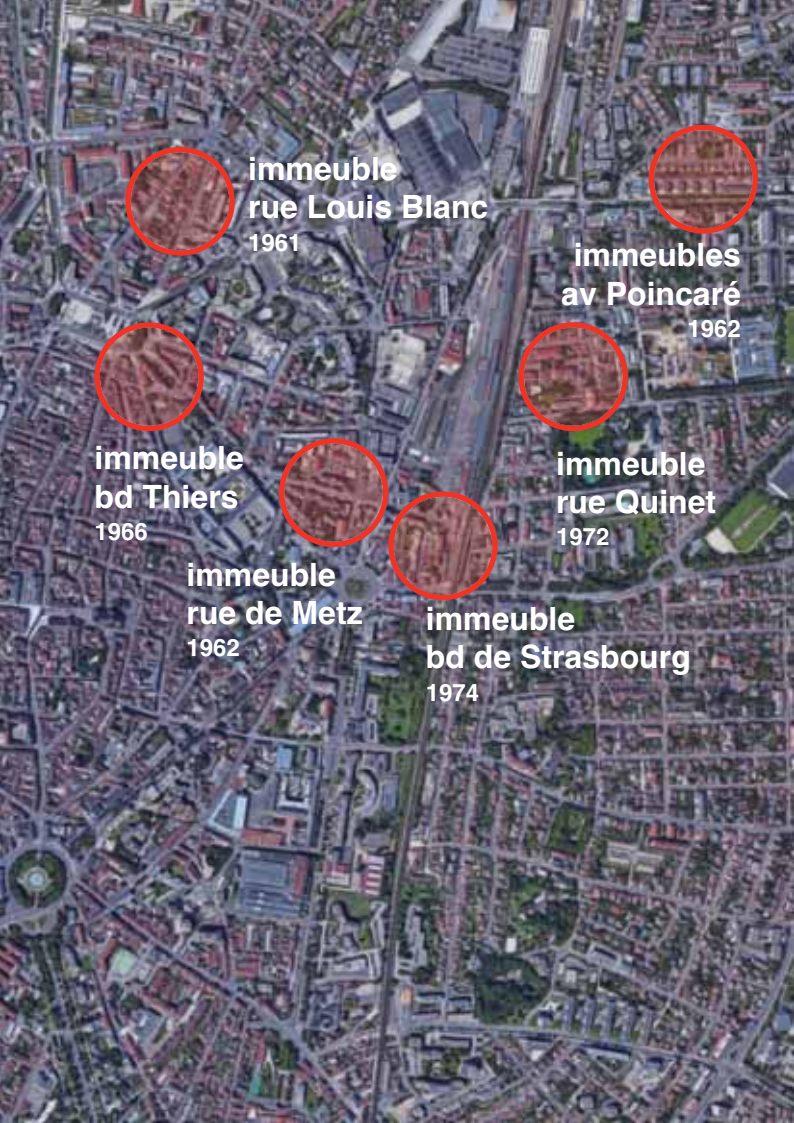 immeuble
rue Louis Blanc
1961
immeubles
av Poincaré
1962
immeuble
bd Thiers
1966
immeuble
rue Quinet
1972
immeuble
rue de Metz
1962
immeuble
bd de Strasbourg
1974